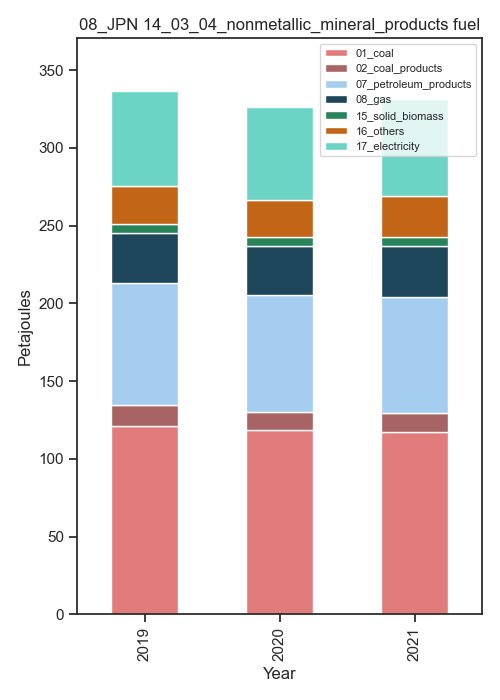 08_JPN 14_03_04_nonmetallic_mineral_products fuel
01_coal
02_coal_products
07_petroleum_products
08_gas
15_solid_biomass
16_others
17_electricity
350
300
250
200
150
100
50
0
Petajoules
2019
2020
2021
Year